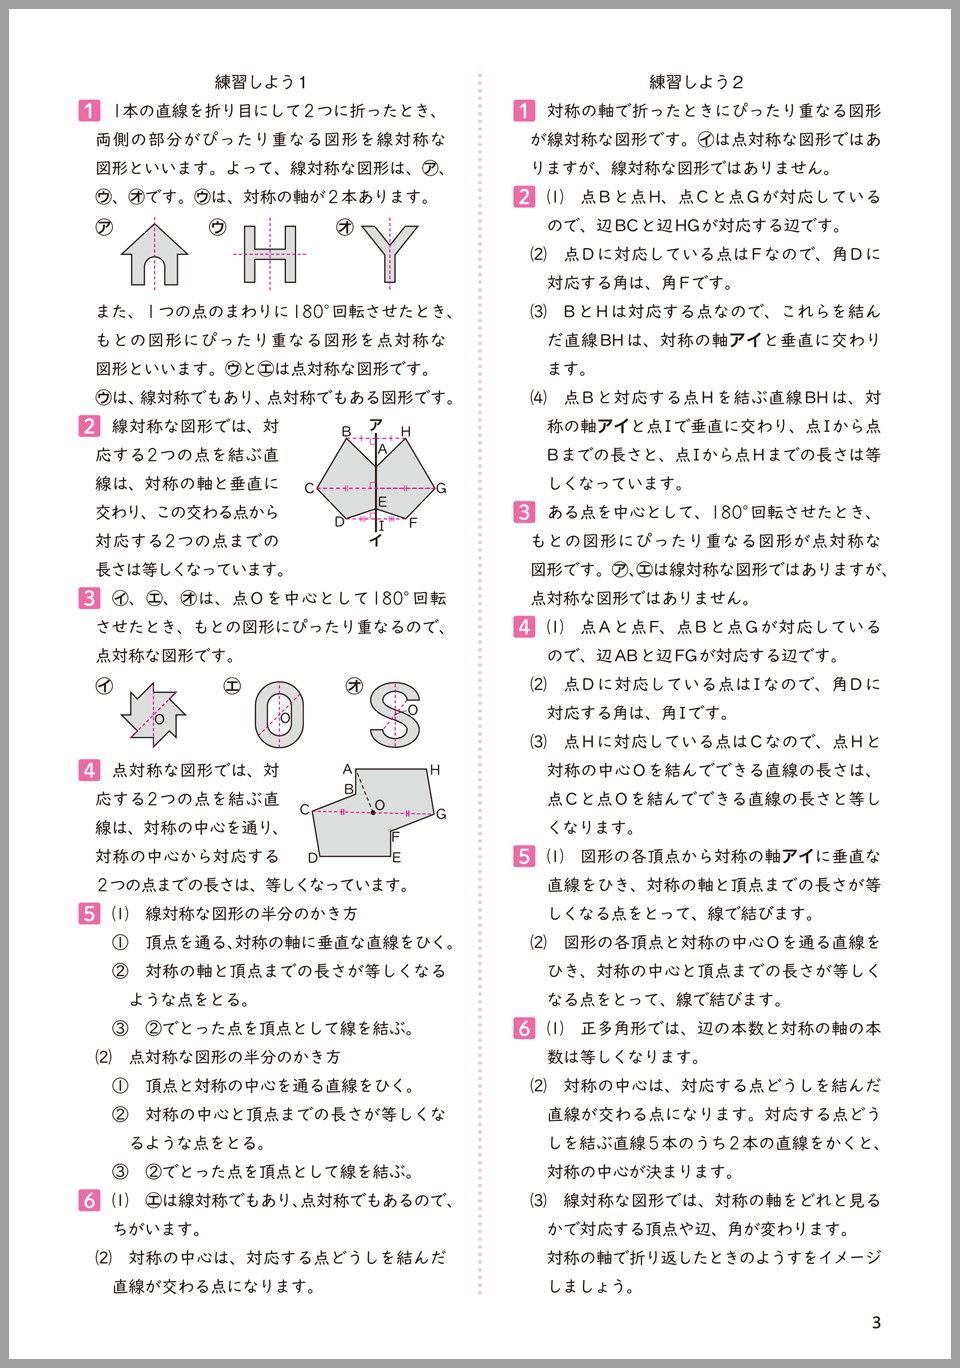 練習しよう1
1 1本の直線を折り目にして2つに折ったとき、
両側の部分がぴったり重なる図形を線対称な
図形といいます。よって、線対称な図形は、㋐、
㋒、㋔です。㋒は、対称の軸が2本あります。
㋐ ㋒ ㋔
また、1つの点のまわりに180°回転させたとき、
もとの図形にぴったり重なる図形を点対称な
図形といいます。㋒と㋓は点対称な図形です。
㋒は、線対称でもあり、点対称でもある図形です。
2 線対称な図形では、対
応する2つの点を結ぶ直
線は、対称の軸と垂直に
交わり、この交わる点から
対応する2つの点までの
長さは等しくなっています。
ア
B H
A
C G
E
D I F
イ
3 ㋑、㋓、㋔は、点Oを中心として180°回転
させたとき、もとの図形にぴったり重なるので、
点対称な図形です。
㋑ O ㋓ O ㋔ O
4 点対称な図形では、対
応する2つの点を結ぶ直
線は、対称の中心を通り、
対称の中心から対応する
2つの点までの長さは、等しくなっています。
A H
B
C O G
F
D E
5 (1) 線対称な図形の半分のかき方
① 頂点を通る、対称の軸に垂直な直線をひく。
② 対称の軸と頂点までの長さが等しくなる
ような点をとる。
③ ②でとった点を頂点として線を結ぶ。
(2) 点対称な図形の半分のかき方
① 頂点と対称の中心を通る直線をひく。
② 対称の中心と頂点までの長さが等しくな
るような点をとる。
③ ②でとった点を頂点として線を結ぶ。
6 (1) ㋓は線対称でもあり、点対称でもあるので、
ちがいます。
(2) 対称の中心は、対応する点どうしを結んだ
直線が交わる点になります。
練習しよう2
1 対称の軸で折ったときにぴったり重なる図形
が線対称な図形です。㋑は点対称な図形ではあ
りますが、線対称な図形ではありません。
2 (1) 点Bと点H、点Cと点Gが対応している
ので、辺BCと辺HGが対応する辺です。
(2) 点Dに対応している点はFなので、角Dに
対応する角は、角Fです。
(3) BとHは対応する点なので、これらを結ん
だ直線BHは、対称の軸アイと垂直に交わり
ます。
(4) 点Bと対応する点Hを結ぶ直線BHは、対
称の軸アイと点Iで垂直に交わり、点Iから点
Bまでの長さと、点Iから点Hまでの長さは等
しくなっています。
3 ある点を中心として、180°回転させたとき、
もとの図形にぴったり重なる図形が点対称な
図形です。㋐、㋓は線対称な図形ではありますが、
点対称な図形ではありません。
4 (1) 点Aと点F、点Bと点Gが対応している
ので、辺ABと辺FGが対応する辺です。
(2) 点Dに対応している点はIなので、角Dに
対応する角は、角Iです。
(3) 点Hに対応している点はCなので、点Hと
対称の中心Oを結んでできる直線の長さは、
点Cと点Oを結んでできる直線の長さと等し
くなります。
5 (1) 図形の各頂点から対称の軸アイに垂直な
直線をひき、対称の軸と頂点までの長さが等
しくなる点をとって、線で結びます。
(2) 図形の各頂点と対称の中心Oを通る直線を
ひき、対称の中心と頂点までの長さが等しく
なる点をとって、線で結びます。
6 (1) 正多角形では、辺の本数と対称の軸の本
数は等しくなります。
(2) 対称の中心は、対応する点どうしを結んだ
直線が交わる点になります。対応する点どう
しを結ぶ直線5本のうち2本の直線をかくと、
対称の中心が決まります。
(3) 線対称な図形では、対称の軸をどれと見る
かで対応する頂点や辺、角が変わります。
対称の軸で折り返したときのようすをイメージ
しましょう。
3